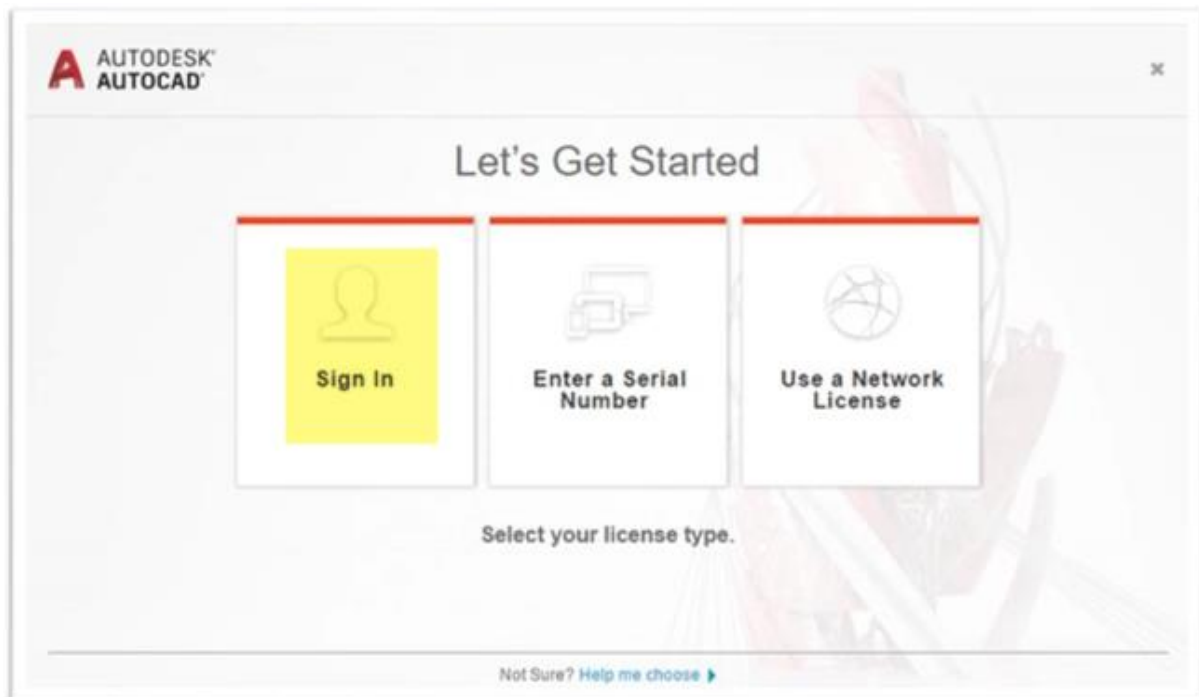 AUTODESK®
AUTOCAD®
Let's Get Started
Sign In
Enter a Serial
Number
Use a Network
License
Select your license type.
Not Sure? Help me choose